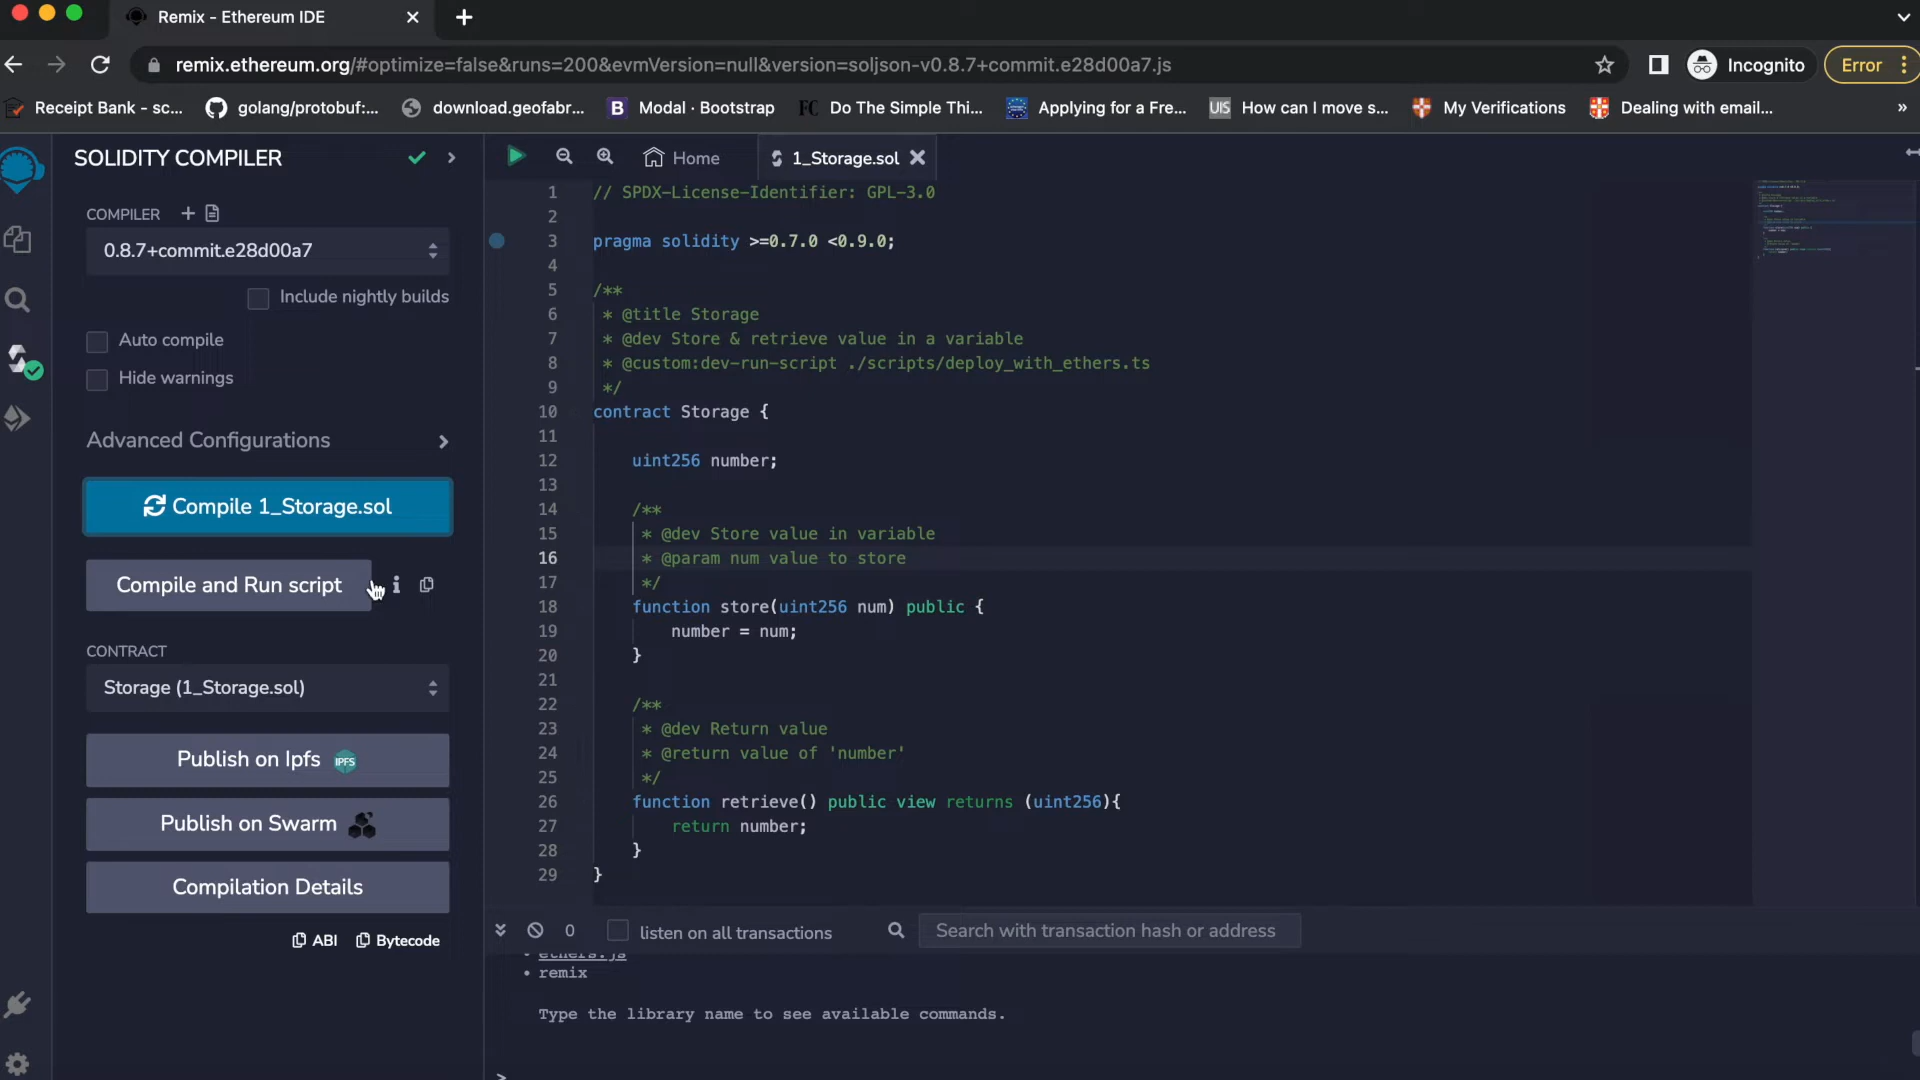 Remix - Ethereum IDE
remix.ethereum.org/#optimize=false&runs=200&evmVersion=null&version=soljson-v0.8.7+commit.e28d00a7.js
Incognito
Error
Receipt Bank - sc...
golang/protobuf:...
download.geofabr...
B Modal · Bootstrap
FC Do The Simple Thi...
Applying for a Fre...
UIS How can I move s...
My Verifications
Dealing with email...
»
SOLIDITY COMPILER
COMPILER
0.8.7+commit.e28d00a7
Include nightly builds
Auto compile
Hide warnings
Advanced Configurations
Compile 1_Storage.sol
Compile and Run script
CONTRACT
Storage (1_Storage.sol)
Publish on Ipfs IPFS
Publish on Swarm
Compilation Details
ABI
Bytecode
Home
1_Storage.sol
1 // SPDX-License-Identifier: GPL-3.0
2
3 pragma solidity >=0.7.0 <0.9.0;
4
5 /**
6 * @title Storage
7 * @dev Store & retrieve value in a variable
8 * @custom:dev-run-script ./scripts/deploy_with_ethers.ts
9 */
10 contract Storage {
11
12 uint256 number;
13
14 /**
15 * @dev Store value in variable
16 * @param num value to store
17 */
18 function store(uint256 num) public {
19 number = num;
20 }
21
22 /**
23 * @dev Return value
24 * @return value of 'number'
25 */
26 function retrieve() public view returns (uint256){
27 return number;
28 }
29 }
0
listen on all transactions
Search with transaction hash or address
• ethers.js
• remix
Type the library name to see available commands.
>